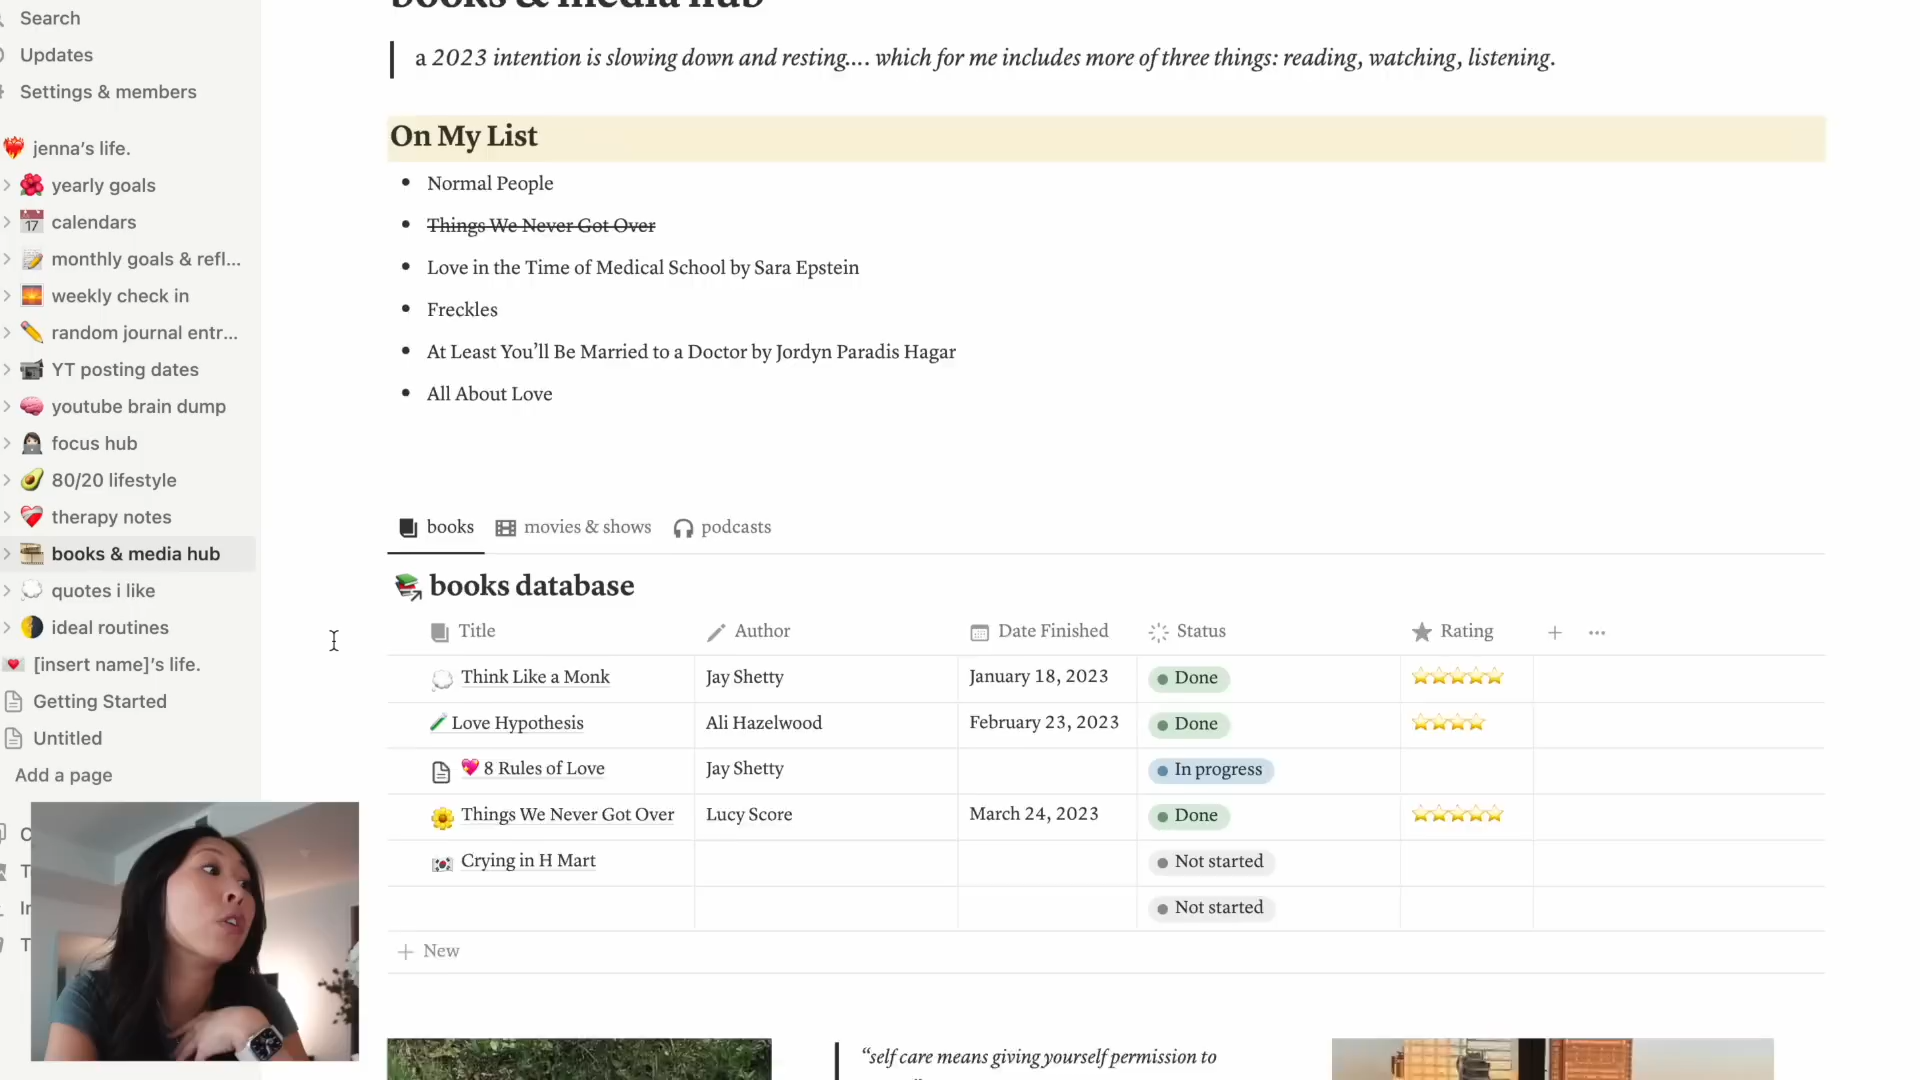 Search
Updates
Settings & members
jenna’s life.
yearly goals
calendars
monthly goals & refl...
weekly check in
random journal entr...
YT posting dates
youtube brain dump
focus hub
80/20 lifestyle
therapy notes
books & media hub
quotes i like
ideal routines
[insert name]’s life.
Getting Started
Untitled
Add a page
books & media hub
a 2023 intention is slowing down and resting.... which for me includes more of three things: reading, watching, listening.
On My List
Normal People
Things We Never Got Over
Love in the Time of Medical School by Sara Epstein
Freckles
At Least You’ll Be Married to a Doctor by Jordyn Paradis Hagar
All About Love
books movies & shows podcasts
books database
Title Author Date Finished Status Rating
Think Like a Monk Jay Shetty January 18, 2023 Done
Love Hypothesis Ali Hazelwood February 23, 2023 Done
8 Rules of Love Jay Shetty In progress
Things We Never Got Over Lucy Score March 24, 2023 Done
Crying in H Mart Not started
Not started
New
“self care means giving yourself permission to